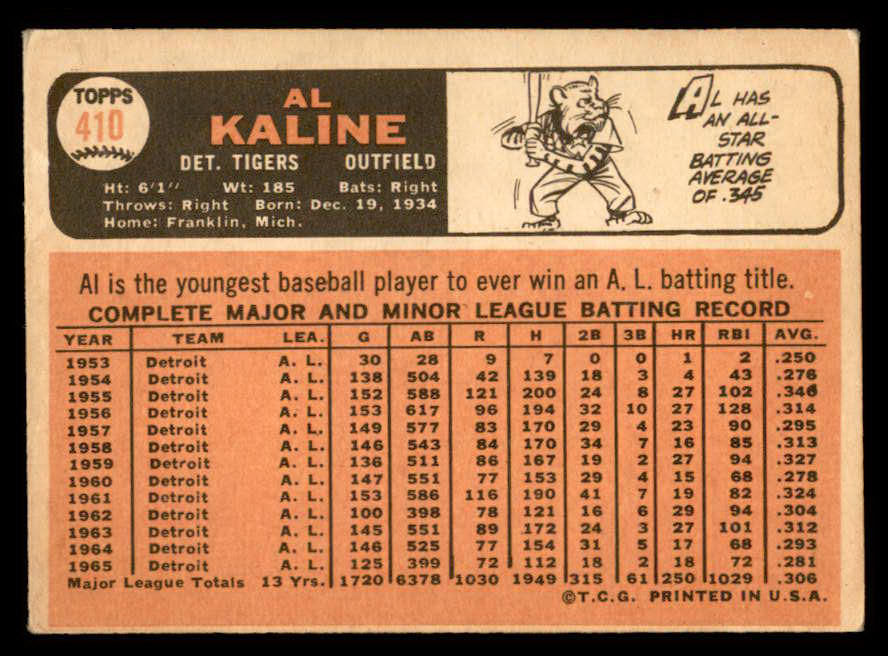 TOPPS
410
AL
KALINE
DET. TIGERS OUTFIELD
Ht: 6'1" Wt: 185 Bats: Right
Throws: Right Born: Dec. 19, 1934
Home: Franklin, Mich.
AL HAS
AN ALL-
STAR
BATTING
AVERAGE
OF .345
Al is the youngest baseball player to ever win an A. L. batting title.
COMPLETE MAJOR AND MINOR LEAGUE BATTING RECORD
YEAR TEAM LEA. G AB R H 2B 3B HR RBI AVG.
1953 Detroit A. L. 30 28 9 7 0 0 1 2 .250
1954 Detroit A. L. 138 504 42 139 18 3 4 43 .276
1955 Detroit A. L. 152 588 121 200 24 8 27 102 .340
1956 Detroit A. L. 153 617 96 194 32 10 27 128 .314
1957 Detroit A. L. 149 577 83 170 29 4 23 90 .295
1958 Detroit A. L. 146 543 84 170 34 7 16 85 .313
1959 Detroit A. L. 136 511 86 167 19 2 27 94 .327
1960 Detroit A. L. 147 551 77 153 29 4 15 68 .278
1961 Detroit A. L. 153 586 116 190 41 7 19 82 .324
1962 Detroit A. L. 100 398 78 121 16 6 29 94 .304
1963 Detroit A. L. 145 551 89 172 24 3 27 101 .312
1964 Detroit A. L. 146 525 77 154 31 5 17 68 .293
1965 Detroit A. L. 125 399 72 112 18 2 18 72 .281
Major League Totals 13 Yrs. 1720 6378 1030 1949 315 61 250 1029 .306
©T.C.G. PRINTED IN U.S.A.